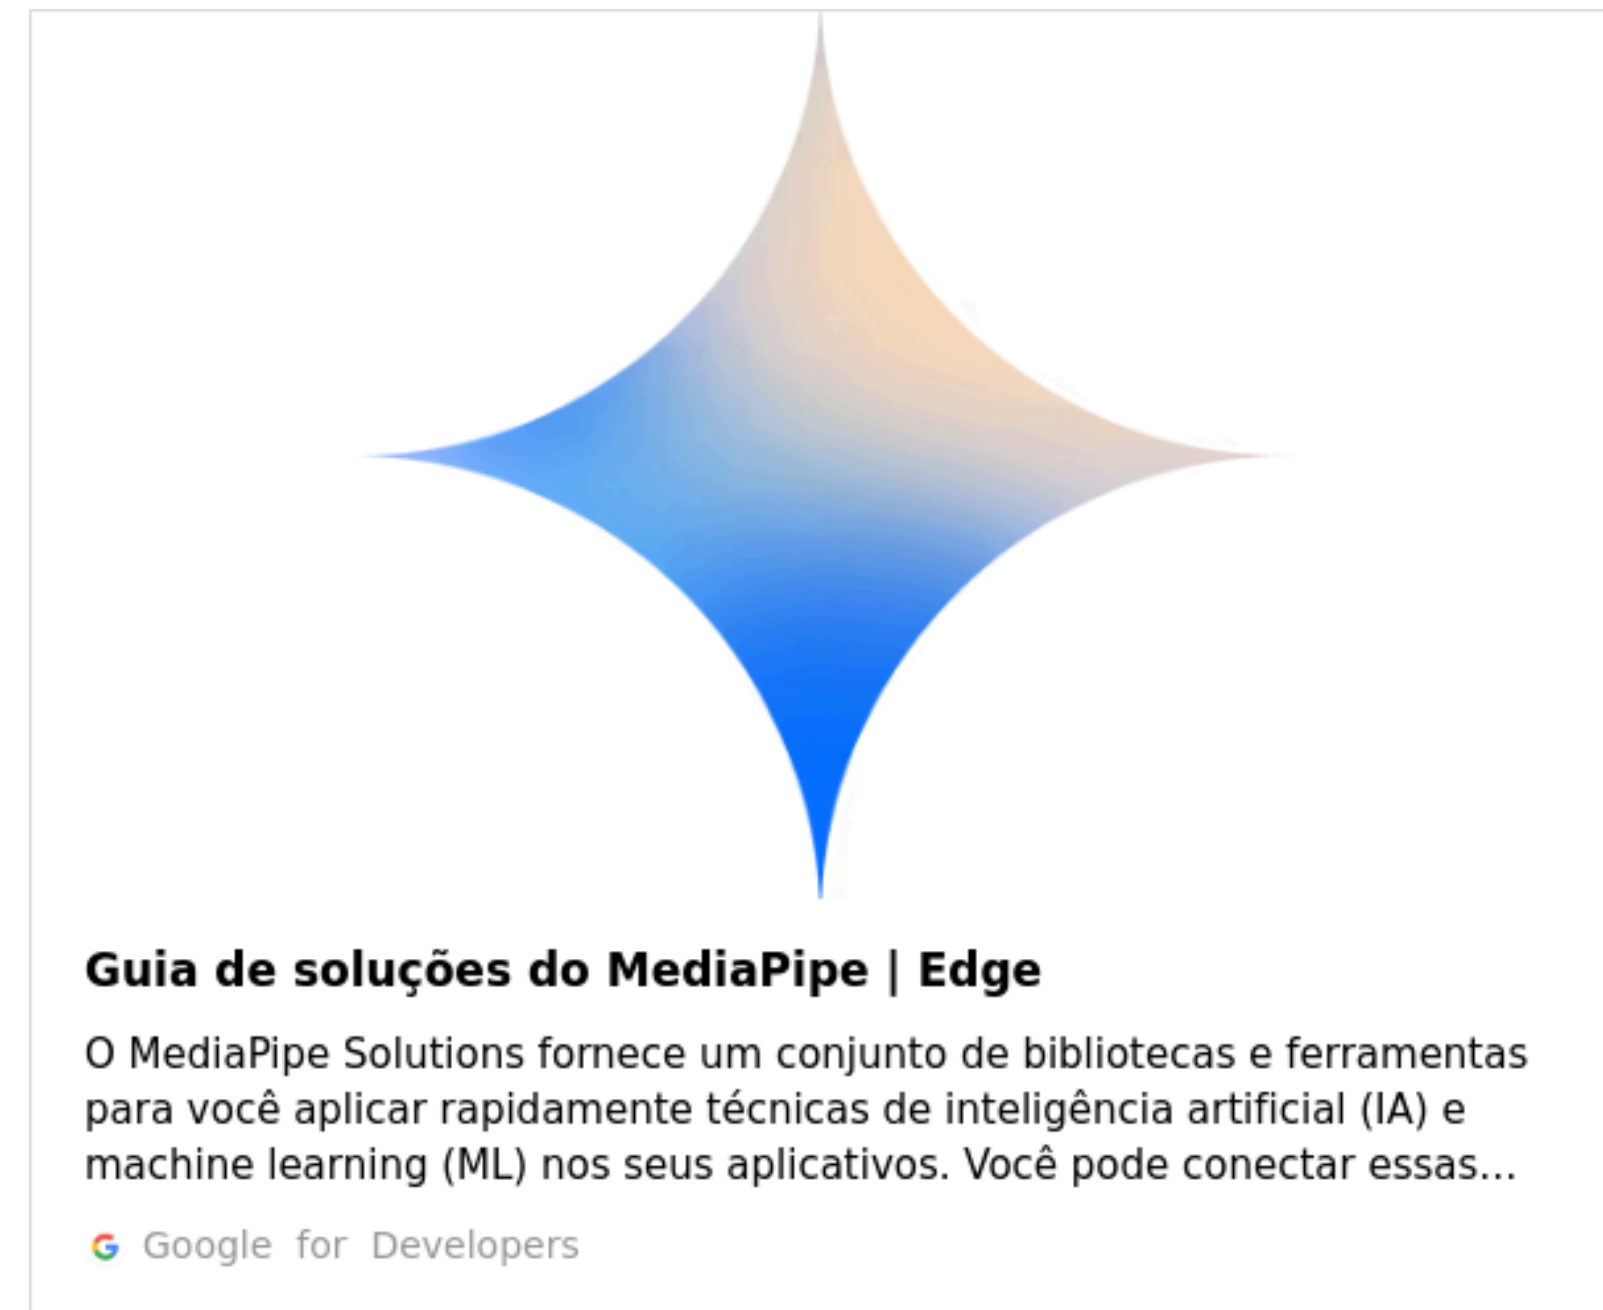 Guia de soluções do MediaPipe | Edge
O MediaPipe Solutions fornece um conjunto de bibliotecas e ferramentas
para você aplicar rapidamente técnicas de inteligência artificial (IA) e
machine learning (ML) nos seus aplicativos. Você pode conectar essas...
Google for Developers